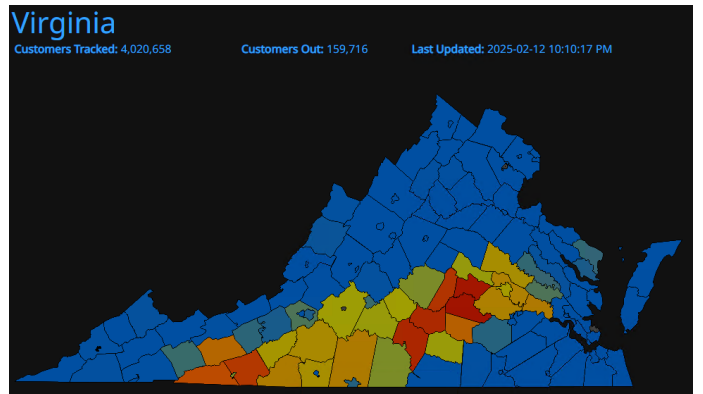 Virginia
Customers Tracked: 4,020,658 Customers Out: 159,716 Last Updated: 2025-02-12 10:10:17 PM